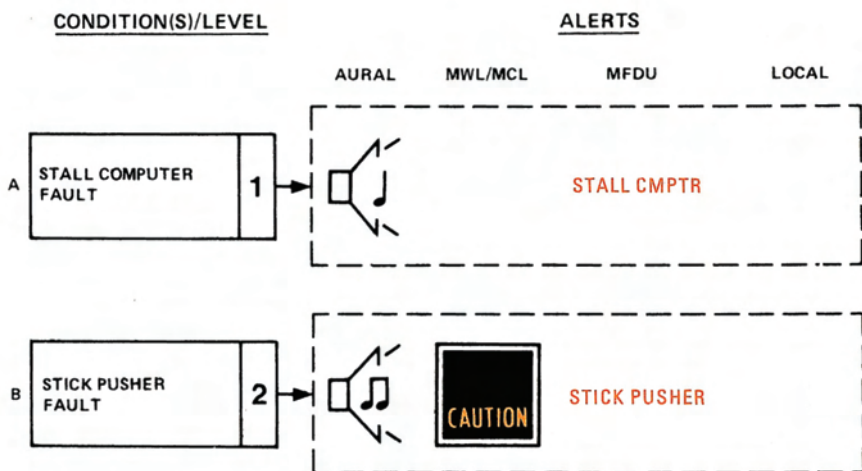 CONDITION(S)/LEVEL ALERTS
AURAL MWL/MCL MFDU LOCAL
A STALL COMPUTER FAULT 1 STALL CMPTR
B STICK PUSHER FAULT 2 CAUTION STICK PUSHER